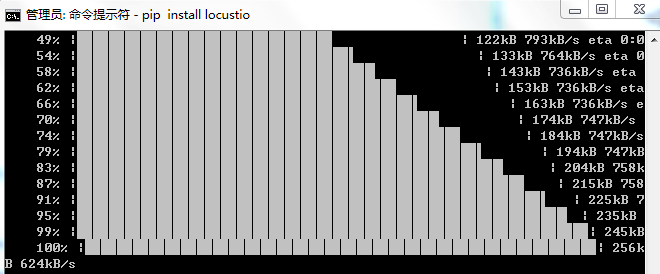 管理员: 命令提示符 - pip  install locustio
49% | | 122kB 793kB/s eta 0:0
54% | | 133kB 764kB/s eta 0
58% | | 143kB 736kB/s eta
62% | | 153kB 736kB/s eta
66% | | 163kB 736kB/s e
70% | | 174kB 747kB/s
74% | | 184kB 747kB/s
79% | | 194kB 747kB
83% | | 204kB 758k
87% | | 215kB 758
91% | | 225kB 7
95% | | 235kB
99% | | 245kB
100% | | 256k
B 624kB/s